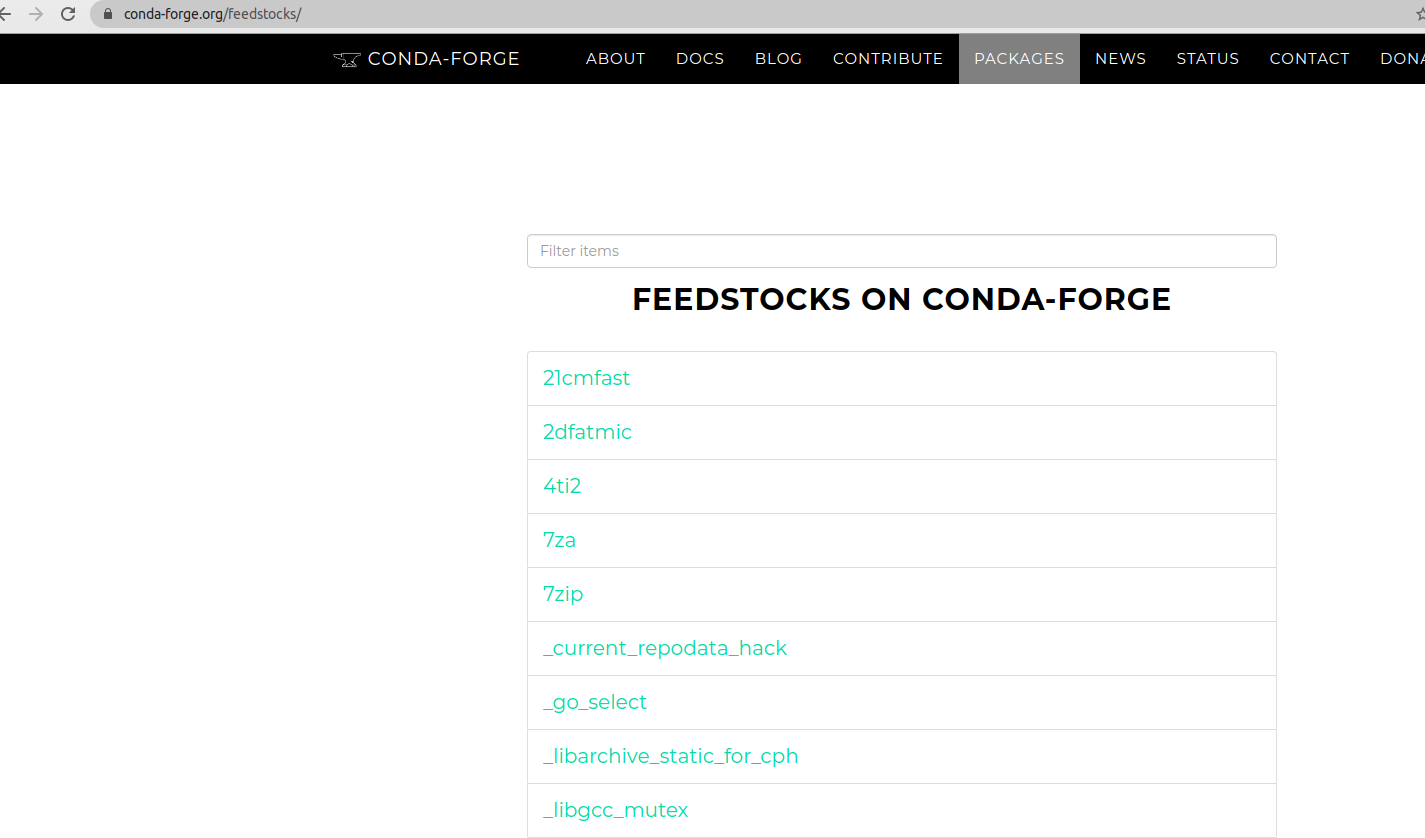 conda-forge.org/feedstocks/
CONDA-FORGE ABOUT DOCS BLOG CONTRIBUTE PACKAGES NEWS STATUS CONTACT DONA
Filter items
FEEDSTOCKS ON CONDA-FORGE
21cmfast
2dfatmic
4ti2
7za
7zip
_current_repodata_hack
_go_select
_libarchive_static_for_cph
_libgcc_mutex